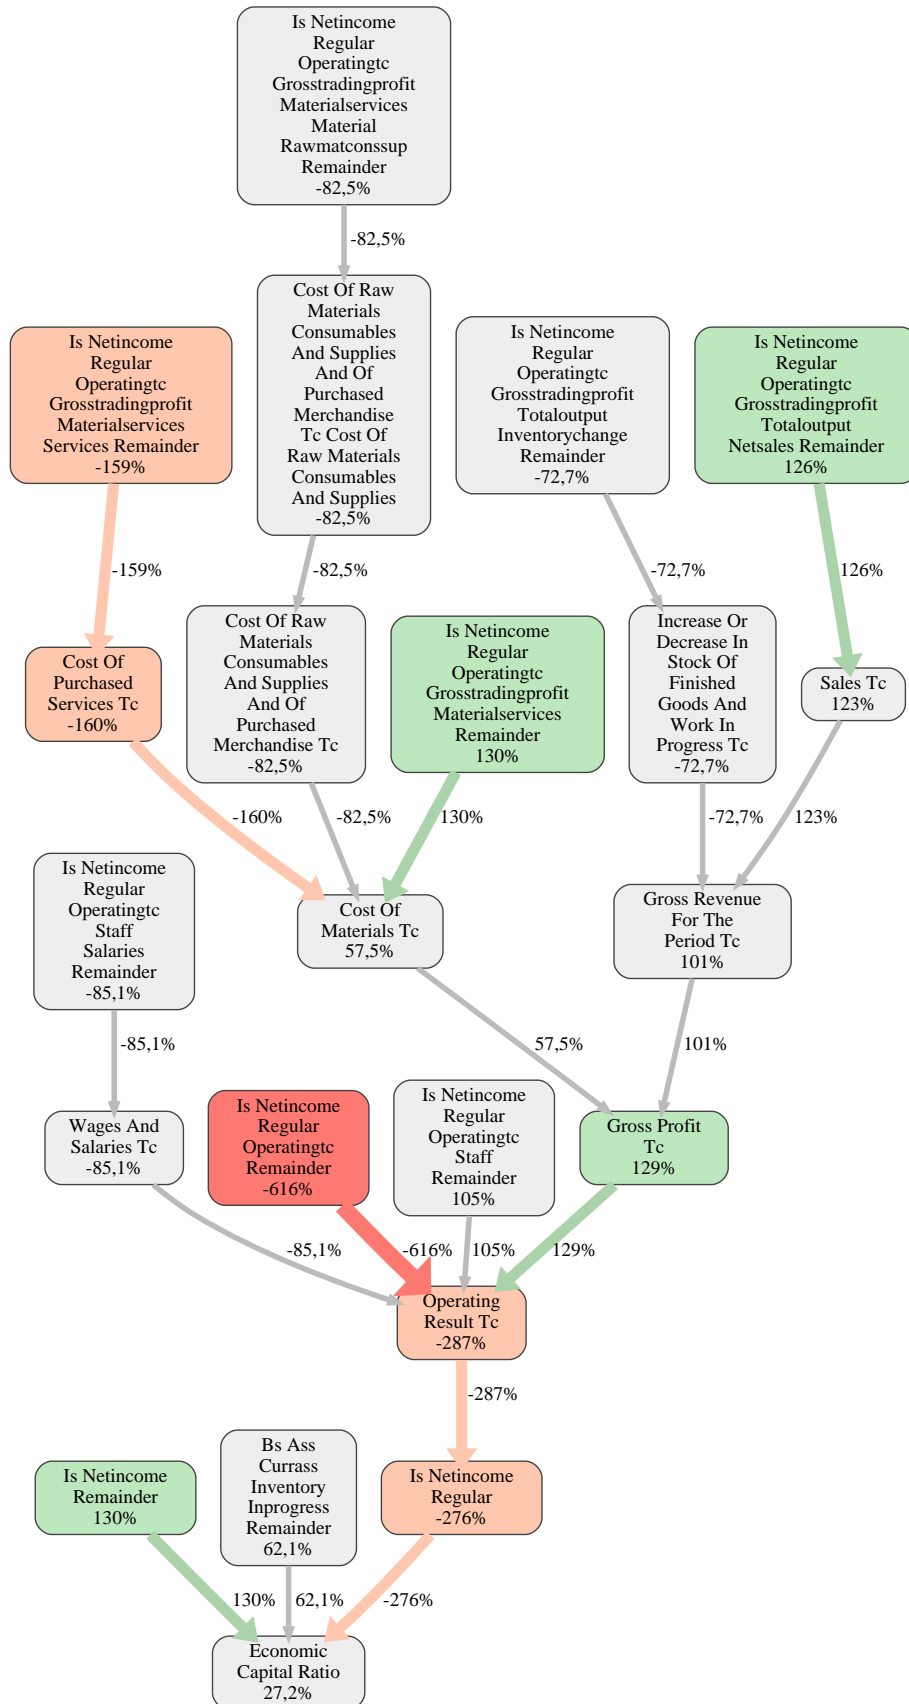 Is Netincome
Regular
Operatingtc
Grosstradingprofit
Materialservices
Material
Rawmatconssup
Remainder
-82,5%
-82,5%
Cost Of Raw
Materials
Consumables
And Supplies
And Of
Purchased
Merchandise
Tc Cost Of
Raw Materials
Consumables
And Supplies
-82,5%
Is Netincome
Regular
Operatingtc
Grosstradingprofit
Materialservices
Services Remainder
-159%
Is Netincome
Regular
Operatingtc
Grosstradingprofit
Totaloutput
Inventorychange
Remainder
-72,7%
Is Netincome
Regular
Operatingtc
Grosstradingprofit
Totaloutput
Netsales Remainder
126%
-159%
-82,5%
-72,7%
126%
Cost Of
Purchased
Services Tc
-160%
Cost Of Raw
Materials
Consumables
And Supplies
And Of
Purchased
Merchandise Tc
-82,5%
Is Netincome
Regular
Operatingtc
Grosstradingprofit
Materialservices
Remainder
130%
Increase Or
Decrease In
Stock Of
Finished
Goods And
Work In
Progress Tc
-72,7%
Sales Tc
123%
-160%
-82,5%
130%
-72,7%
123%
Is Netincome
Regular
Operatingtc
Staff
Salaries
Remainder
-85,1%
Cost Of
Materials Tc
57,5%
Gross Revenue
For The
Period Tc
101%
-85,1%
57,5%
101%
Wages And
Salaries Tc
-85,1%
Is Netincome
Regular
Operatingtc
Remainder
-616%
Is Netincome
Regular
Operatingtc
Staff
Remainder
105%
Gross Profit
Tc
129%
-85,1%
-616%
105%
129%
Operating
Result Tc
-287%
-287%
Is Netincome
Remainder
130%
Bs Ass
Currass
Inventory
Inprogress
Remainder
62,1%
Is Netincome
Regular
-276%
130%
62,1%
-276%
Economic
Capital Ratio
27,2%